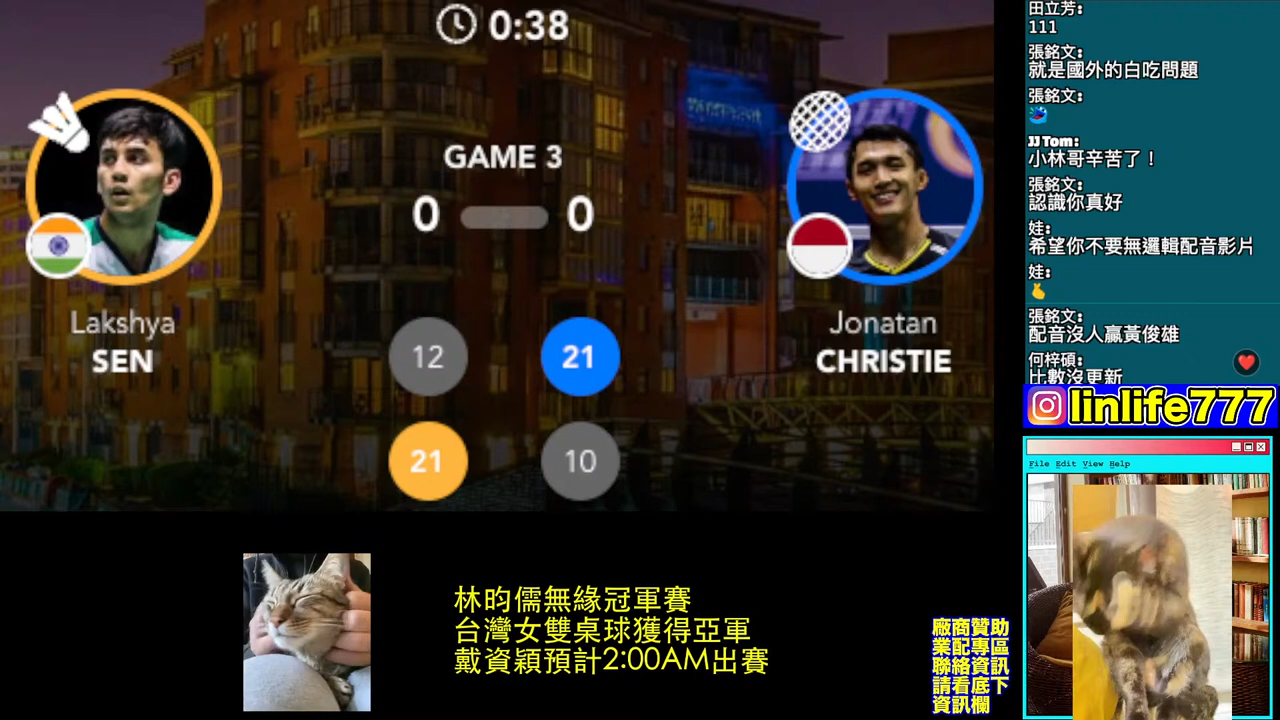 0:38
GAME 3
0 0
Lakshya
SEN
Jonatan
CHRISTIE
12 21
21 10
田立芳:
111
張銘文:
就是國外的白吃問題
張銘文:
JJ Tom:
小林哥辛苦了！
張銘文:
認識你真好
娃:
希望你不要無邏輯配音影片
娃:
張銘文:
配音沒人贏黃俊雄
何梓碩:
比數沒更新
linlife777
File Edit View Help
林昀儒無緣冠軍賽
台灣女雙桌球獲得亞軍
戴資穎預計2:00AM出賽
廠商贊助
業配專區
聯絡資訊
請看底下
資訊欄